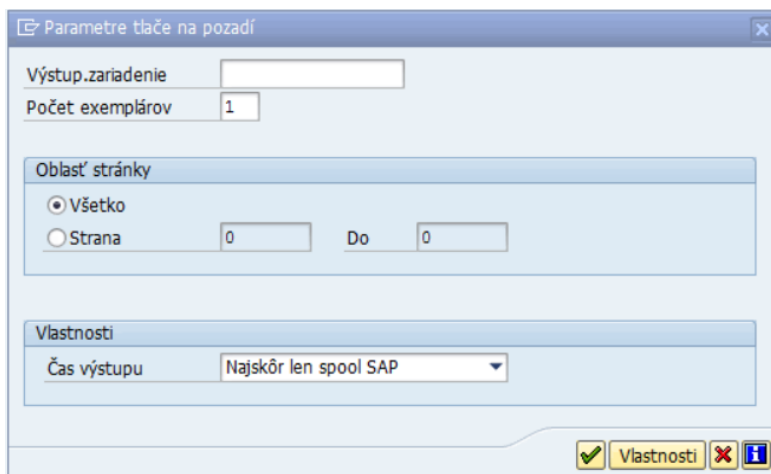 Parametre tlače na pozadí
Výstup.zariadenie
Počet exemplárov 1
Oblasť stránky
Všetko
Strana 0 Do 0
Vlastnosti
Čas výstupu Najskôr len spool SAP
Vlastnosti